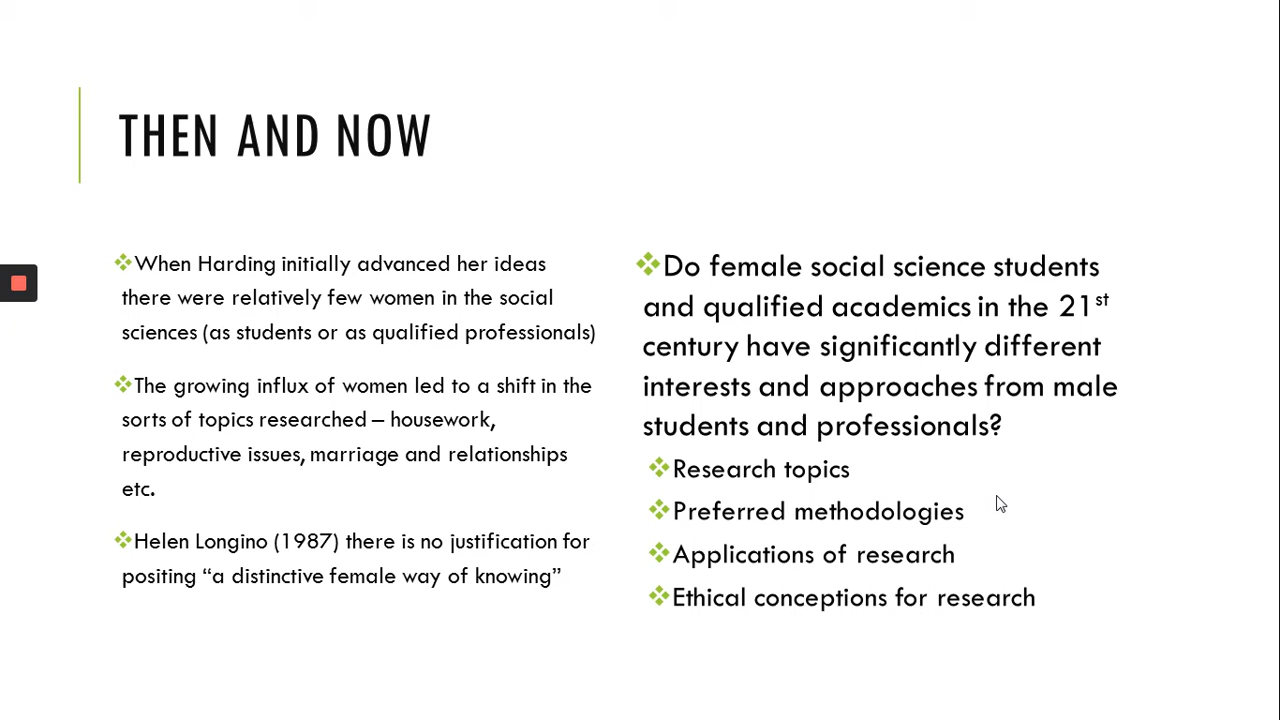 THEN AND NOW
❖When Harding initially advanced her ideas
there were relatively few women in the social
sciences (as students or as qualified professionals)
❖The growing influx of women led to a shift in the
sorts of topics researched – housework,
reproductive issues, marriage and relationships
etc.
❖Helen Longino (1987) there is no justification for
positing “a distinctive female way of knowing”
❖Do female social science students
and qualified academics in the 21st
century have significantly different
interests and approaches from male
students and professionals?
❖Research topics
❖Preferred methodologies
❖Applications of research
❖Ethical conceptions for research